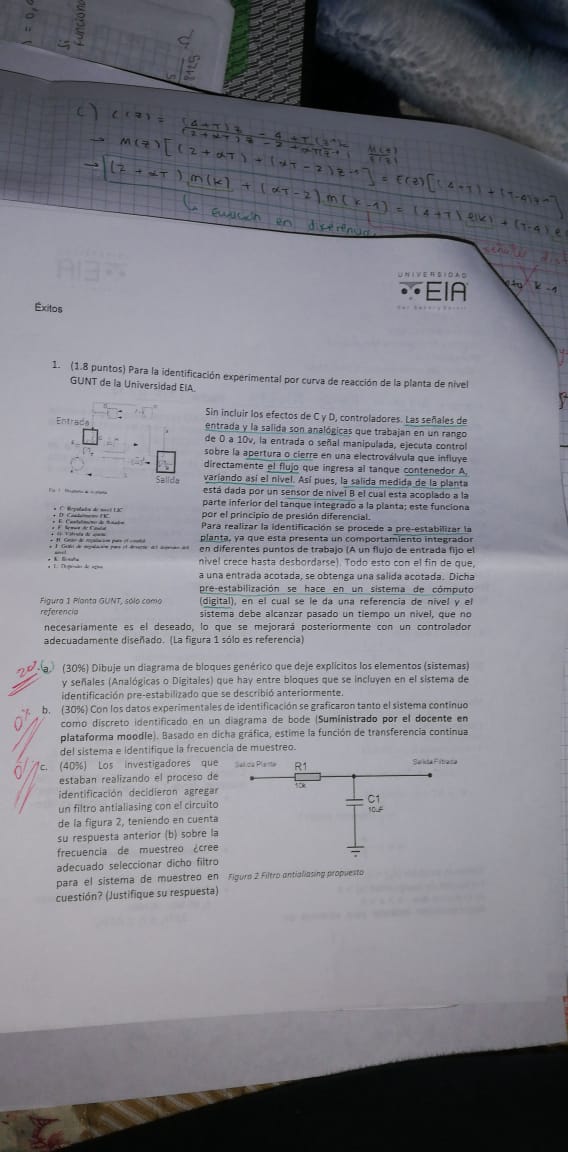 Si
funciona
C) C(z) =
→ M(z)[(2+αT) + (αT-2)z⁻¹] = E(z)[(4+T) + (T-4)z⁻¹]
→ (2+αT) m(k) + (αT-2) m(k-1) = (4+T) e(k) + (T-4) e
en diferencia
UNIVERSIDAD
EIA
Éxitos
1. (1.8 puntos) Para la identificación experimental por curva de reacción de la planta de nivel
GUNT de la Universidad EIA.
Entrada
Salida
• C: Regulador de nivel LIC
• K: Bomba
• L: Depósito de agua
Figura 1 Planta GUNT, sólo como
referencia
Sin incluir los efectos de C y D, controladores. Las señales de
entrada y la salida son analógicas que trabajan en un rango
de 0 a 10v, la entrada o señal manipulada, ejecuta control
sobre la apertura o cierre en una electroválvula que influye
directamente el flujo que ingresa al tanque contenedor A,
variando así el nivel. Así pues, la salida medida de la planta
está dada por un sensor de nivel B el cual esta acoplado a la
parte inferior del tanque integrado a la planta; este funciona
por el principio de presión diferencial.
Para realizar la identificación se procede a pre-estabilizar la
planta, ya que esta presenta un comportamiento integrador
en diferentes puntos de trabajo (A un flujo de entrada fijo el
nivel crece hasta desbordarse). Todo esto con el fin de que,
a una entrada acotada, se obtenga una salida acotada. Dicha
pre-estabilización se hace en un sistema de cómputo
(digital), en el cual se le da una referencia de nivel y el
sistema debe alcanzar pasado un tiempo un nivel, que no
necesariamente es el deseado, lo que se mejorará posteriormente con un controlador
adecuadamente diseñado. (La figura 1 sólo es referencia)
20%
a. (30%) Dibuje un diagrama de bloques genérico que deje explícitos los elementos (sistemas)
y señales (Analógicas o Digitales) que hay entre bloques que se incluyen en el sistema de
identificación pre-estabilizado que se describió anteriormente.
0%
b. (30%) Con los datos experimentales de identificación se graficaron tanto el sistema continuo
como discreto identificado en un diagrama de bode (Suministrado por el docente en
plataforma moodle). Basado en dicha gráfica, estime la función de transferencia continua
del sistema e identifique la frecuencia de muestreo.
0%
c. (40%) Los investigadores que
estaban realizando el proceso de
identificación decidieron agregar
un filtro antialiasing con el circuito
de la figura 2, teniendo en cuenta
su respuesta anterior (b) sobre la
frecuencia de muestreo ¿cree
adecuado seleccionar dicho filtro
para el sistema de muestreo en
cuestión? (Justifique su respuesta)
Salida Planta
R1
10k
Salida Filtrada
C1
10uF
Figura 2 Filtro antialiasing propuesto